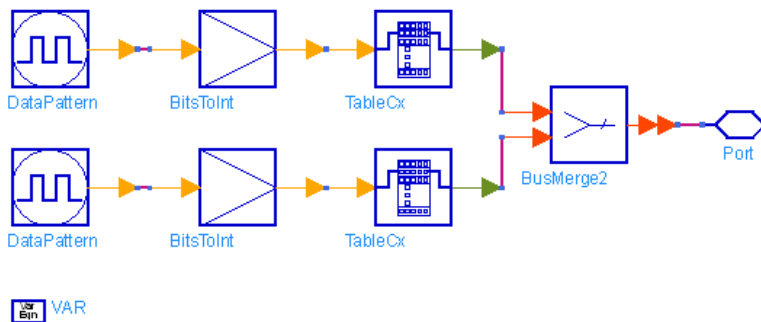 DataPattern BitsToInt TableCx
Port
BusMerge2
DataPattern BitsToInt TableCx
Var
Eqn
VAR